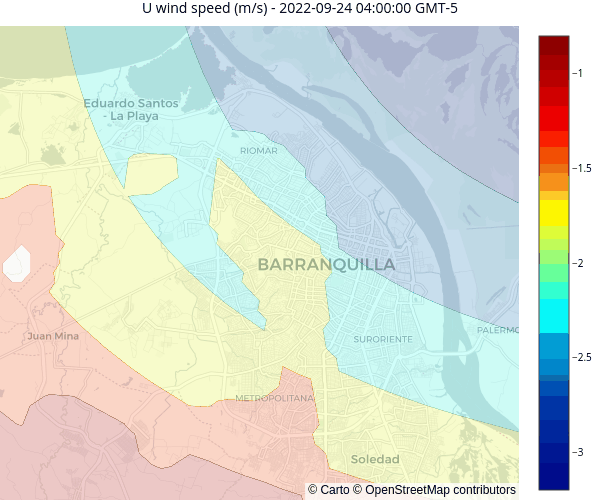 U wind speed (m/s) - 2022-09-24 04:00:00 GMT-5
Eduardo Santos
- La Playa
RIOMAR
BARRANQUILLA
Juan Mina
SURORIENTE
PALERMO
METROPOLITANA
Soledad
© Carto © OpenStreetMap contributors
−1
−1.5
−2
−2.5
−3